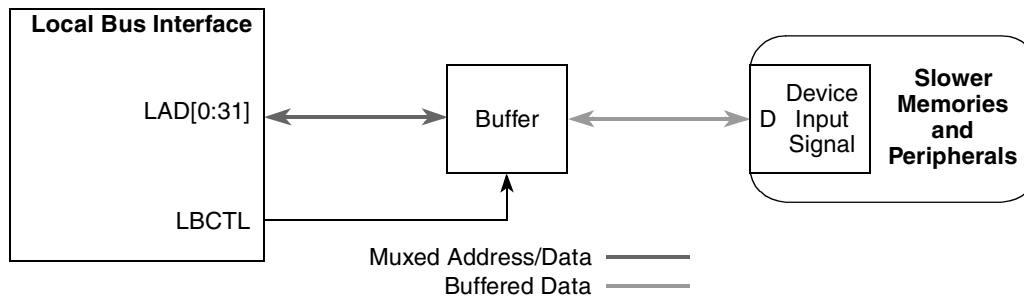 Local Bus Interface
LAD[0:31]
LBCTL
Buffer
D
Device
Input
Signal
Slower
Memories
and
Peripherals
Muxed Address/Data
Buffered Data